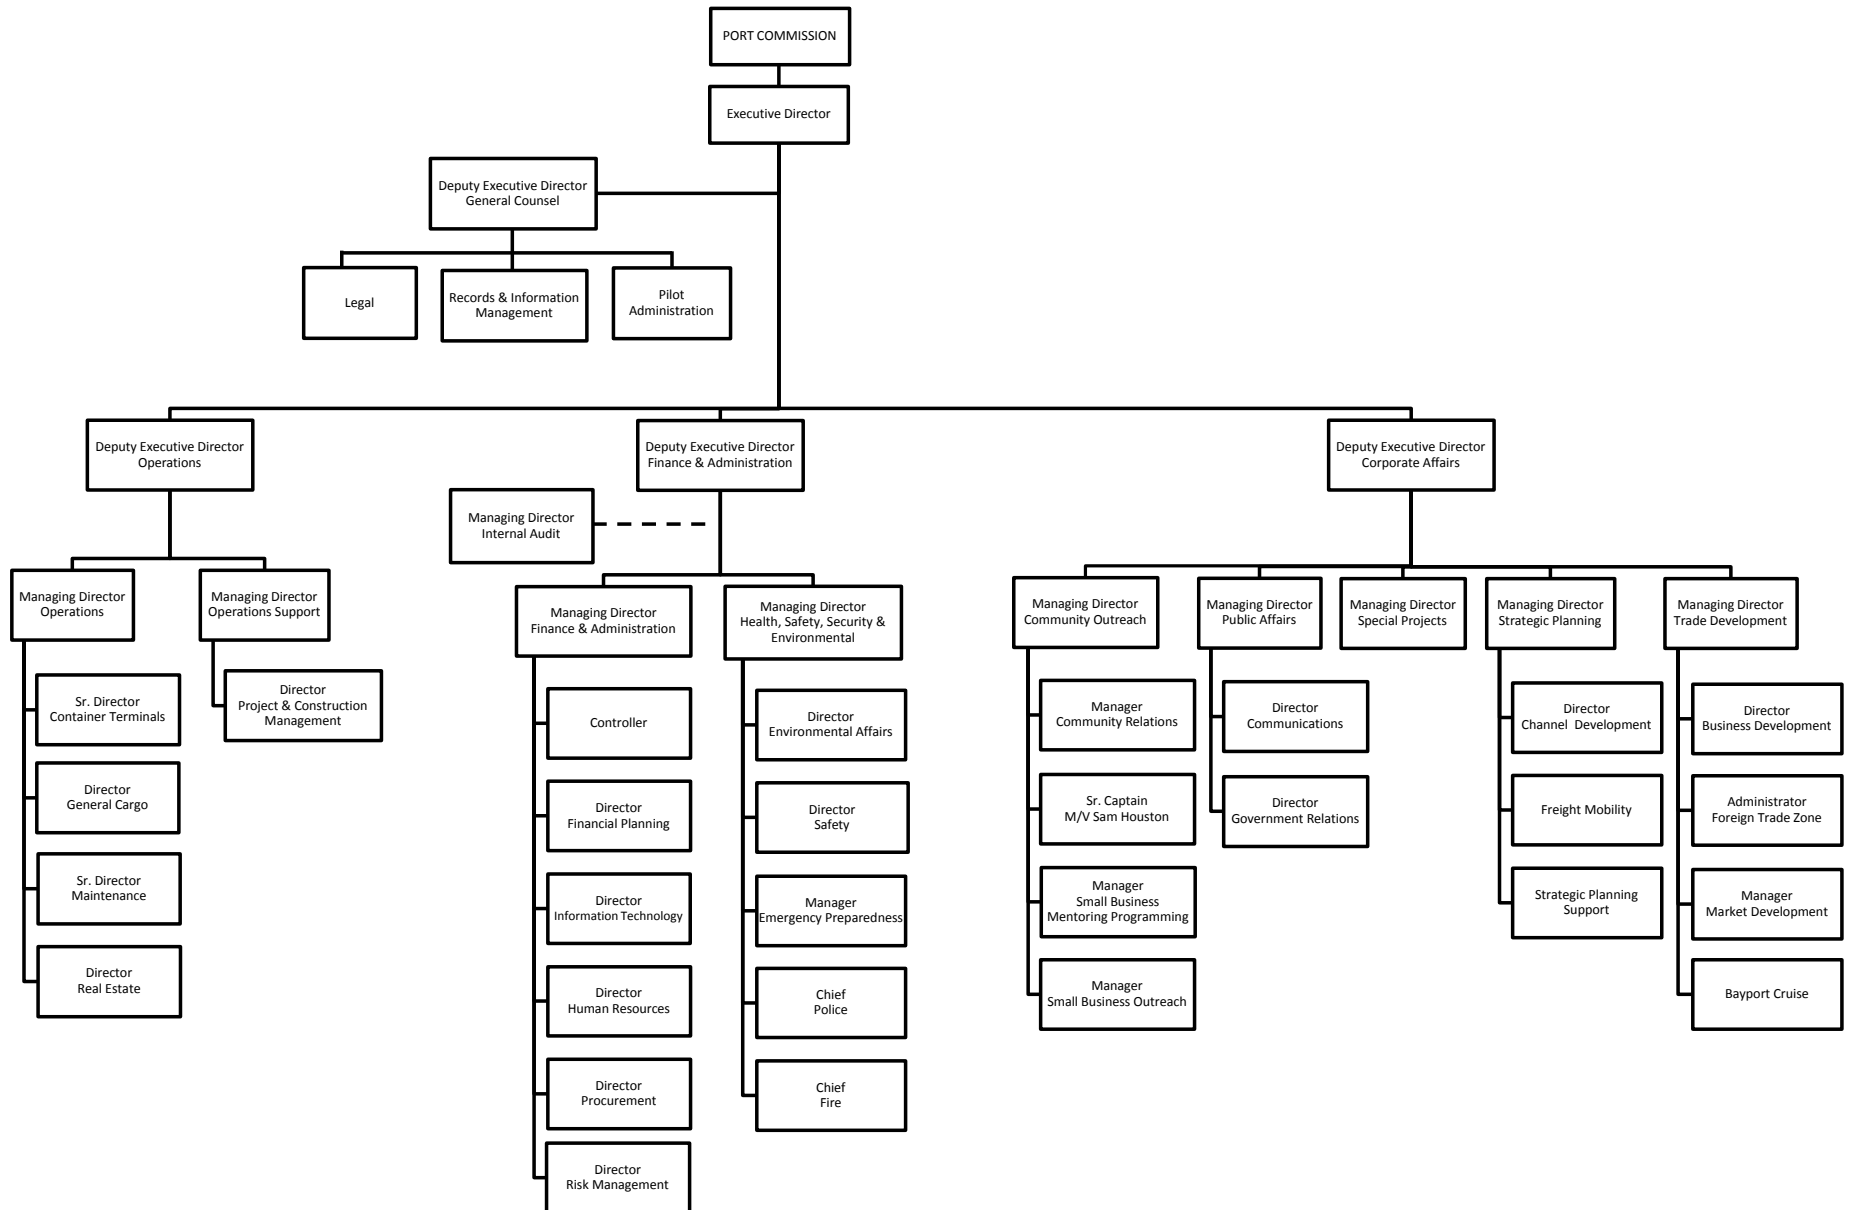 PORT COMMISSION
Executive Director
Deputy Executive Director
General Counsel
Legal
Records & Information
Management
Pilot
Administration
Deputy Executive Director
Operations
Deputy Executive Director
Finance & Administration
Deputy Executive Director
Corporate Affairs
Managing Director
Internal Audit
Managing Director
Operations
Managing Director
Operations Support
Managing Director
Finance & Administration
Managing Director
Health, Safety, Security &
Environmental
Managing Director
Community Outreach
Managing Director
Public Affairs
Managing Director
Special Projects
Managing Director
Strategic Planning
Managing Director
Trade Development
Sr. Director
Container Terminals
Director
General Cargo
Sr. Director
Maintenance
Director
Real Estate
Director
Project & Construction
Management
Controller
Director
Financial Planning
Director
Information Technology
Director
Human Resources
Director
Procurement
Director
Risk Management
Director
Environmental Affairs
Director
Safety
Manager
Emergency Preparedness
Chief
Police
Chief
Fire
Manager
Community Relations
Sr. Captain
M/V Sam Houston
Manager
Small Business
Mentoring Programming
Manager
Small Business Outreach
Director
Communications
Director
Government Relations
Director
Channel Development
Freight Mobility
Strategic Planning
Support
Director
Business Development
Administrator
Foreign Trade Zone
Manager
Market Development
Bayport Cruise